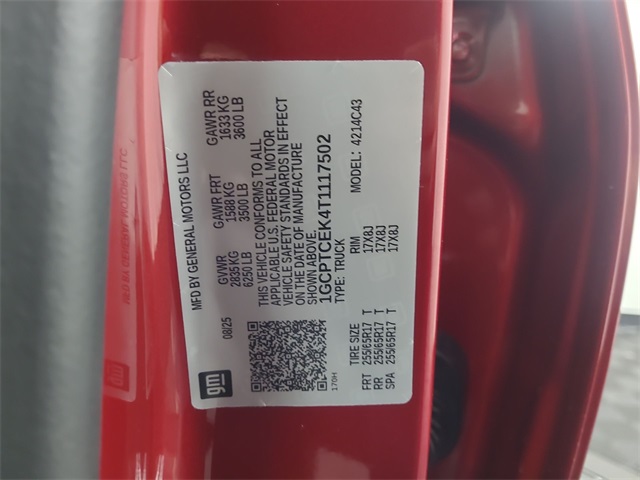 gm
08/25
MFD BY GENERAL MOTORS LLC
GVWR
2835 KG
6250 LB
GAWR FRT
1588 KG
3500 LB
GAWR RR
1633 KG
3600 LB
THIS VEHICLE CONFORMS TO ALL
APPLICABLE U.S. FEDERAL MOTOR
VEHICLE SAFETY STANDARDS IN EFFECT
ON THE DATE OF MANUFACTURE
SHOWN ABOVE.
1GCPTCEK4T1117502
TYPE: TRUCK
MODEL: 4214C43
170H
TIRE SIZE RIM
FRT 255/65R17 T 17X8J
RR 255/65R17 T 17X8J
SPA 255/65R17 T 17X8J